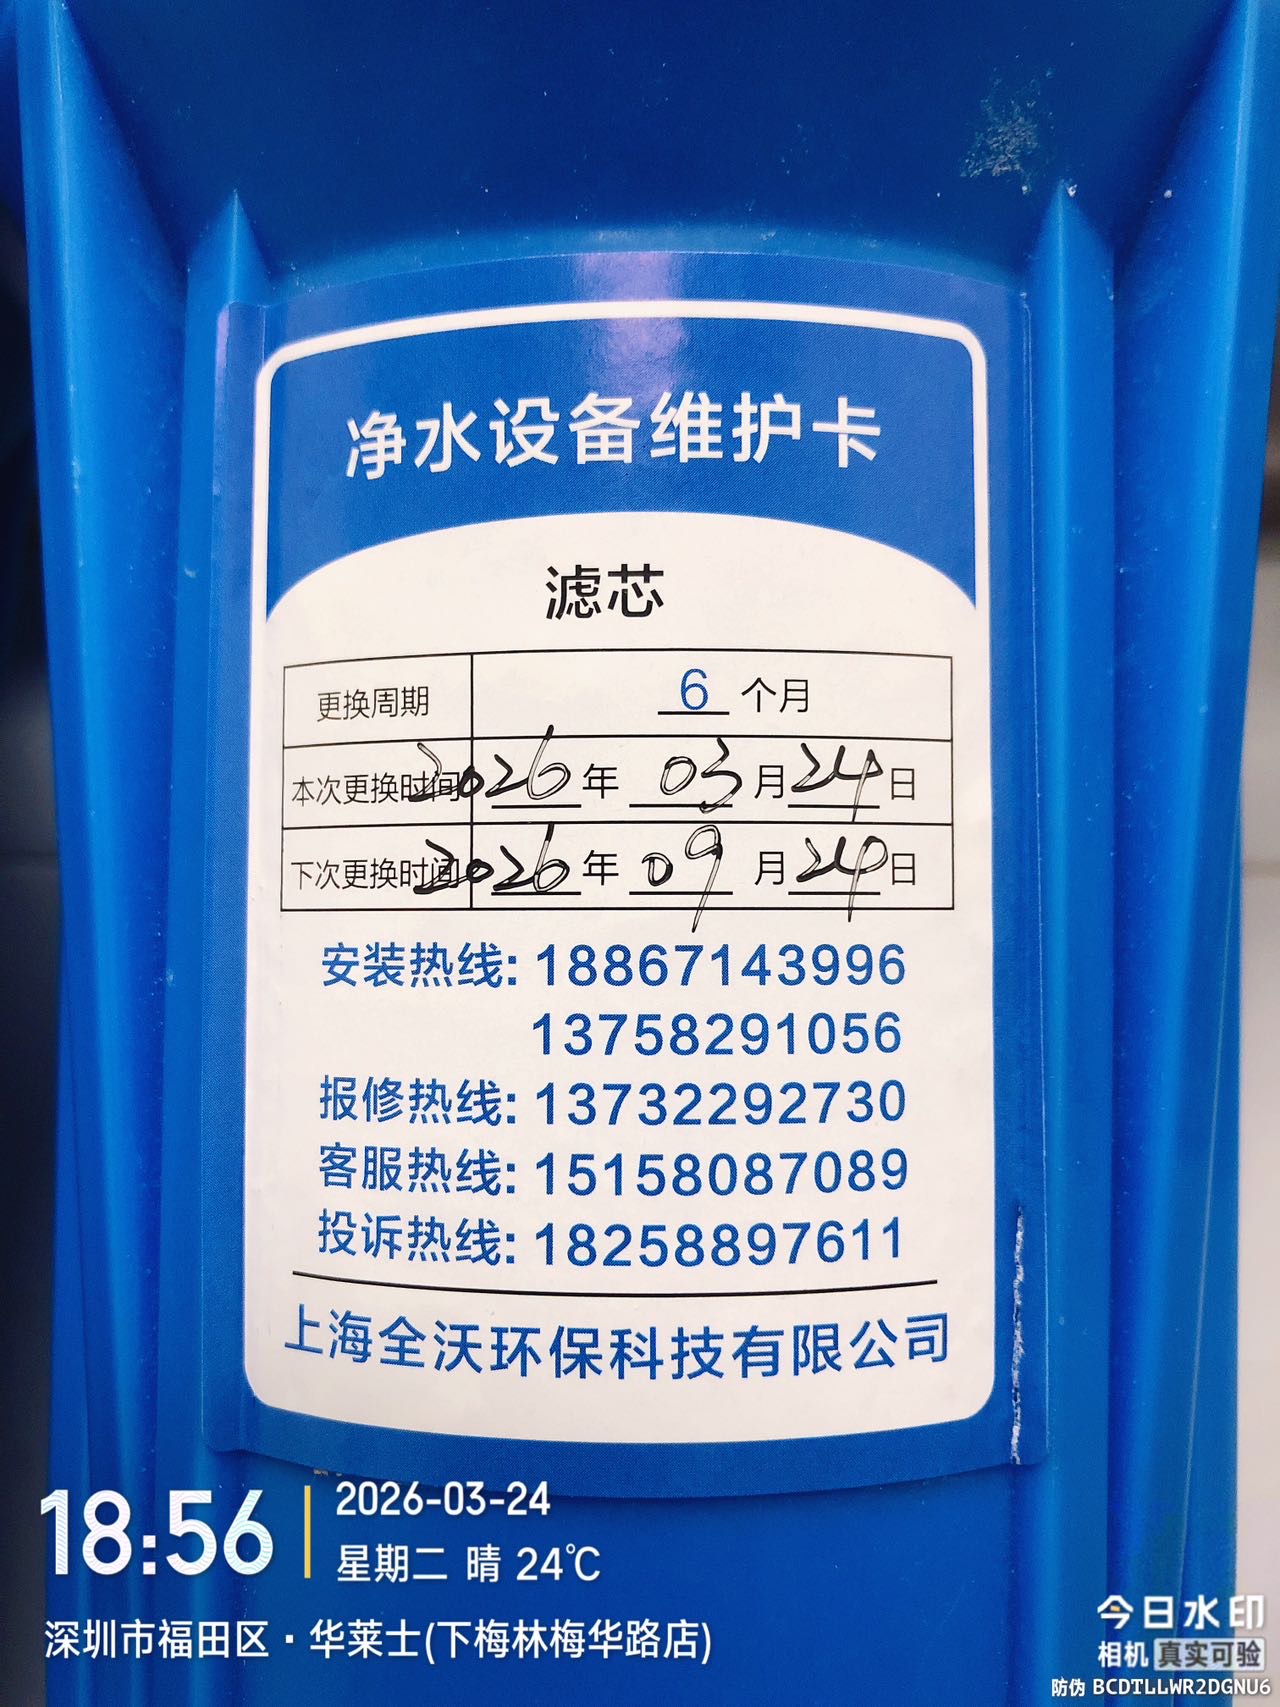 净水设备维护卡
滤芯
更换周期 6 个月
本次更换时间 2026 年 03 月 24 日
下次更换时间 2026 年 09 月 24 日
安装热线: 18867143996
13758291056
报修热线: 13732292730
客服热线: 15158087089
投诉热线: 18258897611
上海全沃环保科技有限公司
18:56
2026-03-24
星期二 晴 24℃
深圳市福田区·华莱士(下梅林梅华路店)
今日水印
相机 真实可验
防伪 BCDTLLWR2DGNU6